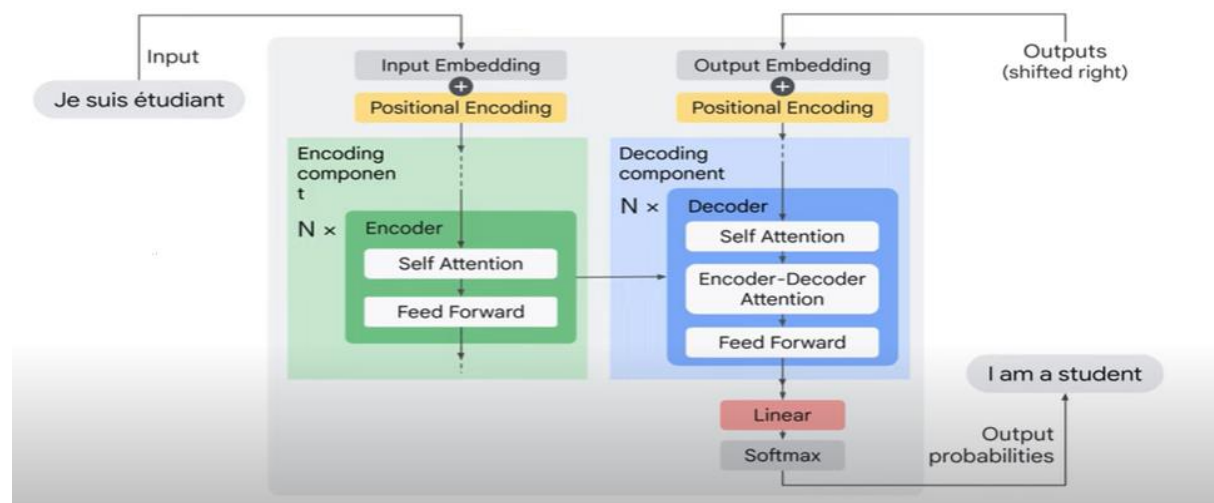 Input
Je suis étudiant
Input Embedding
+
Positional Encoding
Encoding
componen
t
N ×
Encoder
Self Attention
Feed Forward
Outputs
(shifted right)
Output Embedding
+
Positional Encoding
Decoding
component
N ×
Decoder
Self Attention
Encoder-Decoder
Attention
Feed Forward
Linear
Softmax
Output
probabilities
I am a student